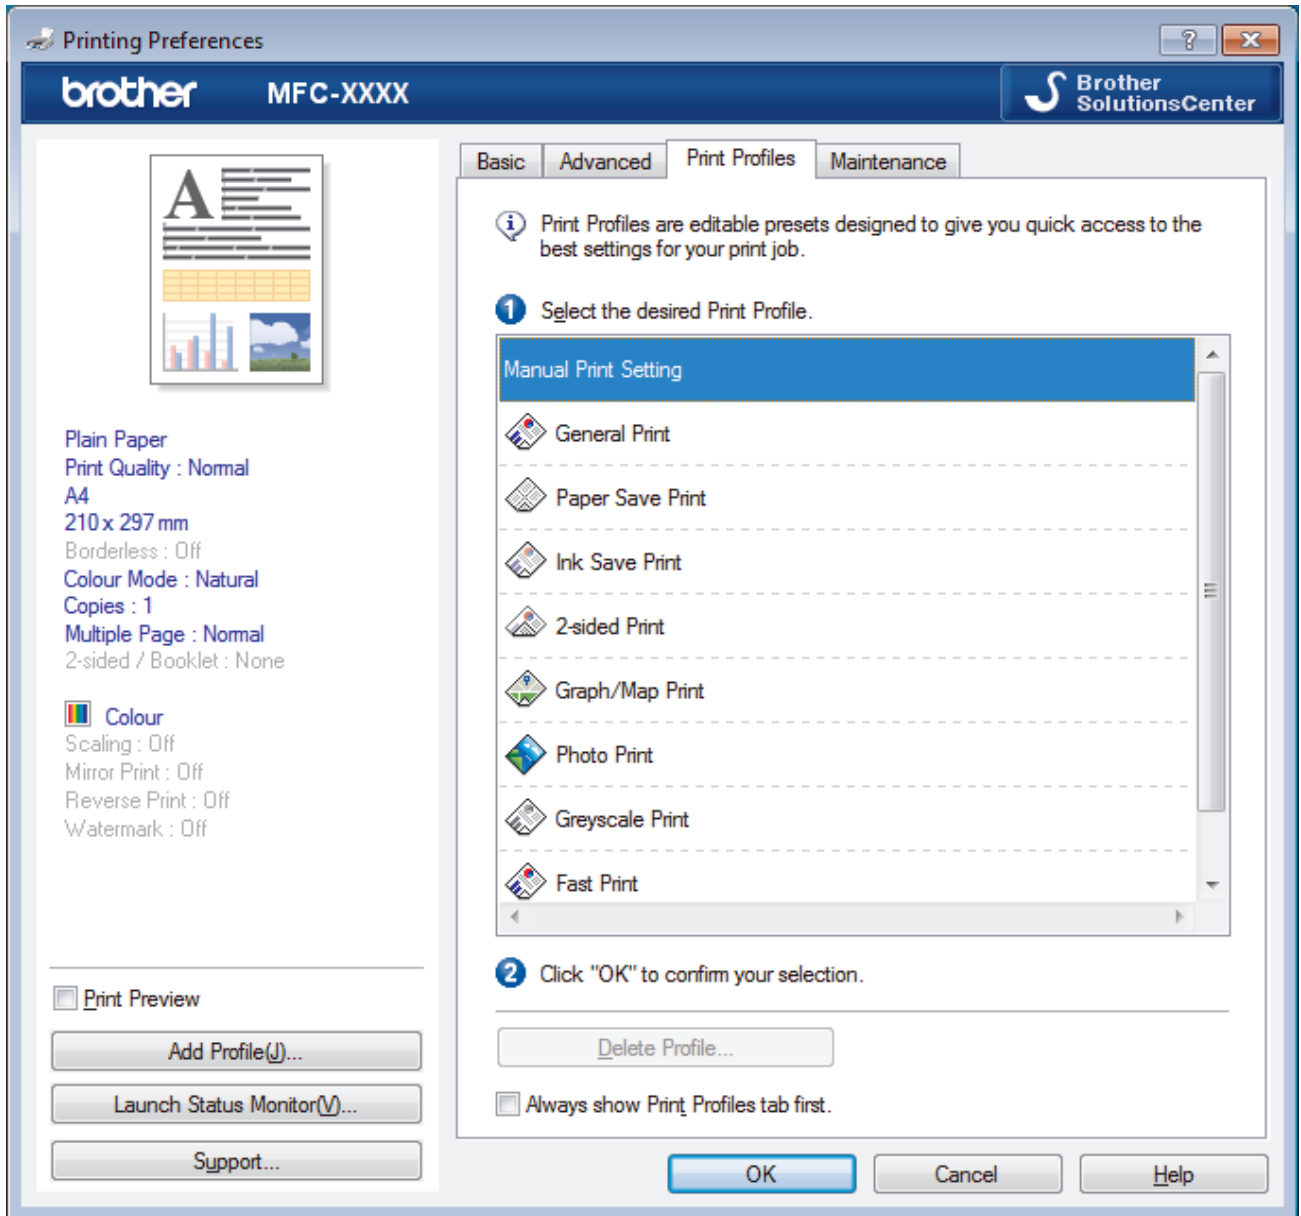 Printing Preferences
brother MFC-XXXX
Brother
SolutionsCenter
Basic Advanced Print Profiles Maintenance
A
Print Profiles are editable presets designed to give you quick access to the
best settings for your print job.
1 Select the desired Print Profile.
Manual Print Setting
General Print
Paper Save Print
Ink Save Print
2-sided Print
Graph/Map Print
Photo Print
Greyscale Print
Fast Print
2 Click "OK" to confirm your selection.
Delete Profile...
Always show Print Profiles tab first.
Plain Paper
Print Quality : Normal
A4
210 x 297 mm
Borderless : Off
Colour Mode : Natural
Copies : 1
Multiple Page : Normal
2-sided / Booklet : None
Colour
Scaling : Off
Mirror Print : Off
Reverse Print : Off
Watermark : Off
Print Preview
Add Profile(J)...
Launch Status Monitor(V)...
Support...
OK Cancel Help